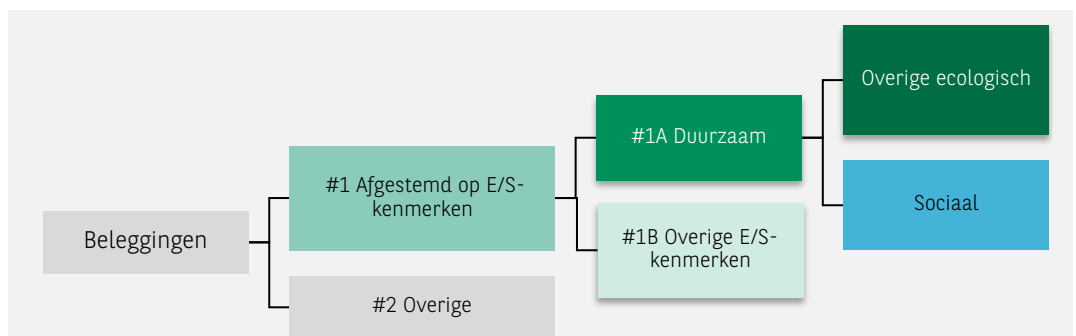 Overige ecologisch
#1A Duurzaam
#1 Afgestemd op E/S-
kenmerken
Sociaal
Beleggingen
#1B Overige E/S-
kenmerken
#2 Overige